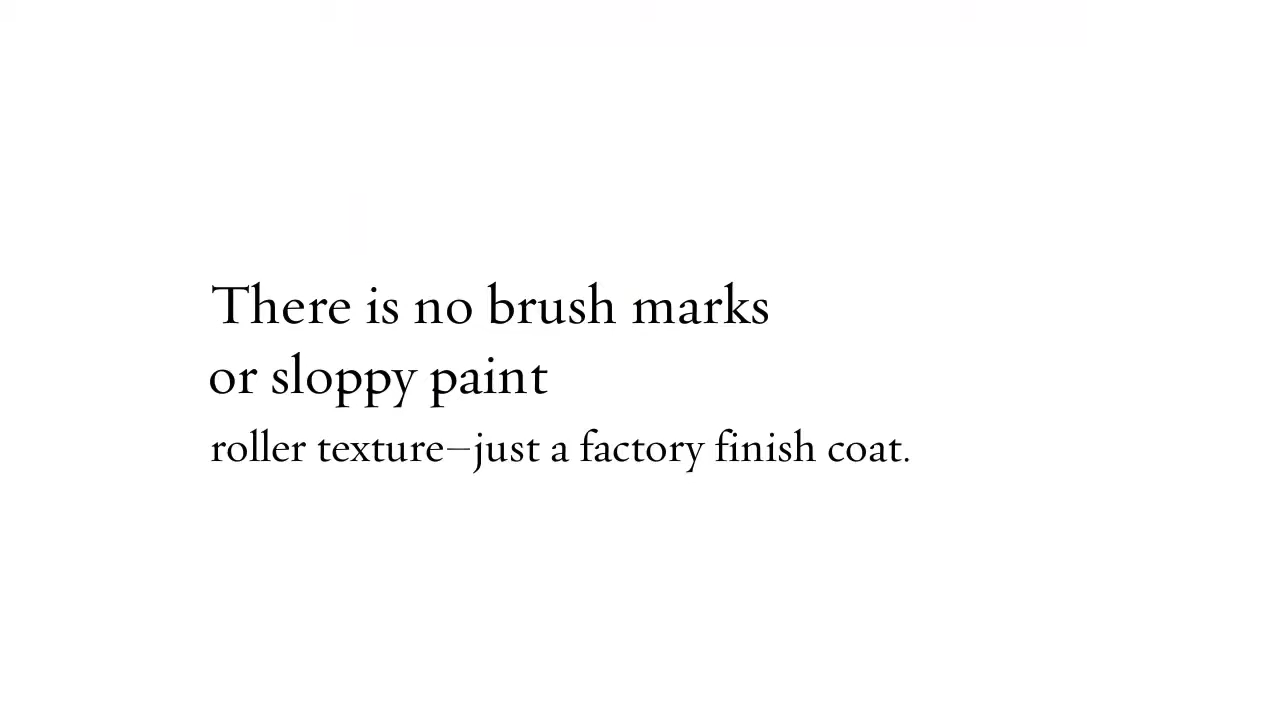 There is no brush marks
or sloppy paint
roller texture–just a factory finish coat.